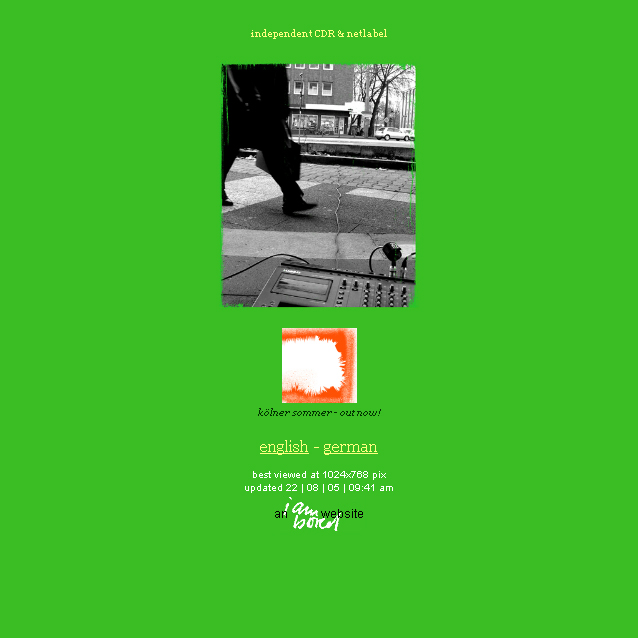 independent CDR & netlabel
kölner sommer - out now!
english - german
best viewed at 1024x768 pix
updated 22 | 08 | 05 | 09:41 am
an i am bored website